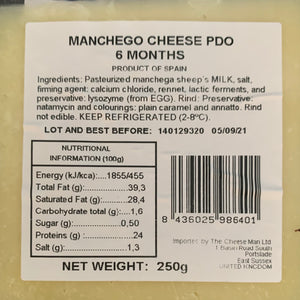 MANCHEGO CHEESE PDO
6 MONTHS
PRODUCT OF SPAIN
Ingredients: Pasteurized manchega sheep's MILK, salt,
firming agent: calcium chloride, rennet, lactic ferments, and
preservative: lysozyme (from EGG). Rind: Preservative:
natamycin and colourings: plain caramel and annatto. Rind
not edible. KEEP REFRIGERATED (2-8ºC).
LOT AND BEST BEFORE: 140129320 05/09/21
NUTRITIONAL
INFORMATION (100g)
Energy (kJ/kca):....1855/455
Total Fat (g):..............39,3
Saturated Fat (g):.......28,4
Carbohydrate total (g):...1,6
Sugar (g):..................0,50
Proteins (g):................24
Salt (g):.....................1,3
8 436025 986401
Imported by The Cheese Man Ltd
1 Basin Road South
Portslade
East Sussex
UNITED KINGDOM
NET WEIGHT: 250g